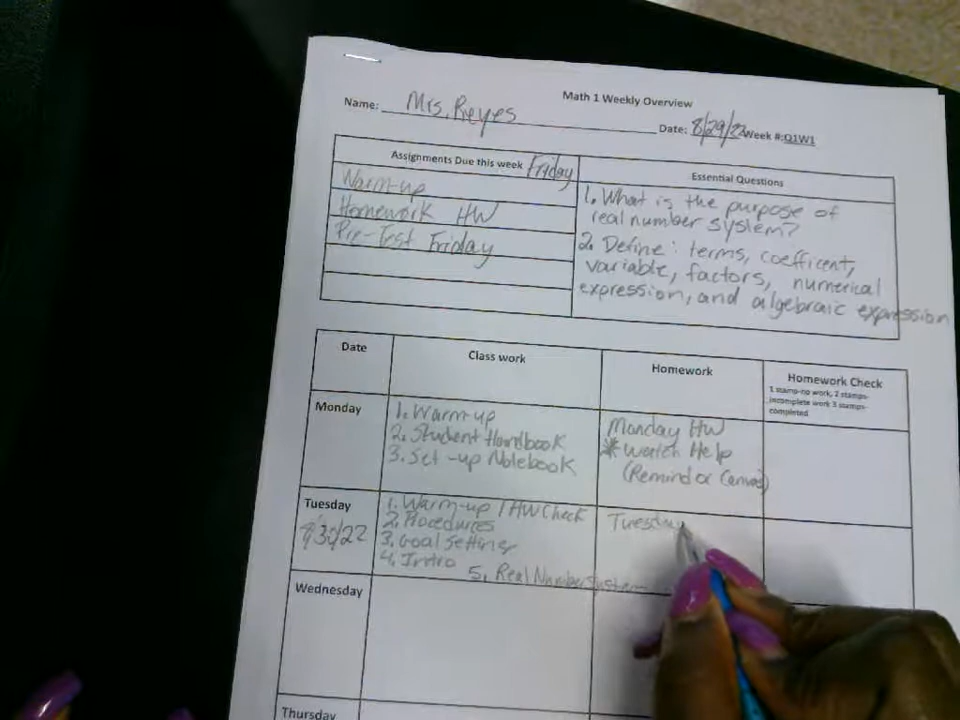 Math 1 Weekly Overview
Name: Mrs. Reyes Date: 8/29/22 Week #:Q1W1
Assignments Due this week Friday
Warm-up
Homework HW
Pre-Test Friday
Essential Questions
1. What is the purpose of
real number system?
2. Define: terms, coefficent,
variable, factors, numerical
expression, and algebraic expression
Date Class work Homework Homework Check
1 stamp-no work, 2 stamps-
incomplete work 3 stamps-
completed
Monday
1. Warm-up
2. Student Handbook
3. Set-up Notebook
Monday HW
* Watch Help
(Remind or Canvas)
Tuesday
8/30/22
1. Warm-up / HW Check
2. Procedures
3. Goal Setting
4. Intro 5. Real Number System
Tuesday
Wednesday
Thursday